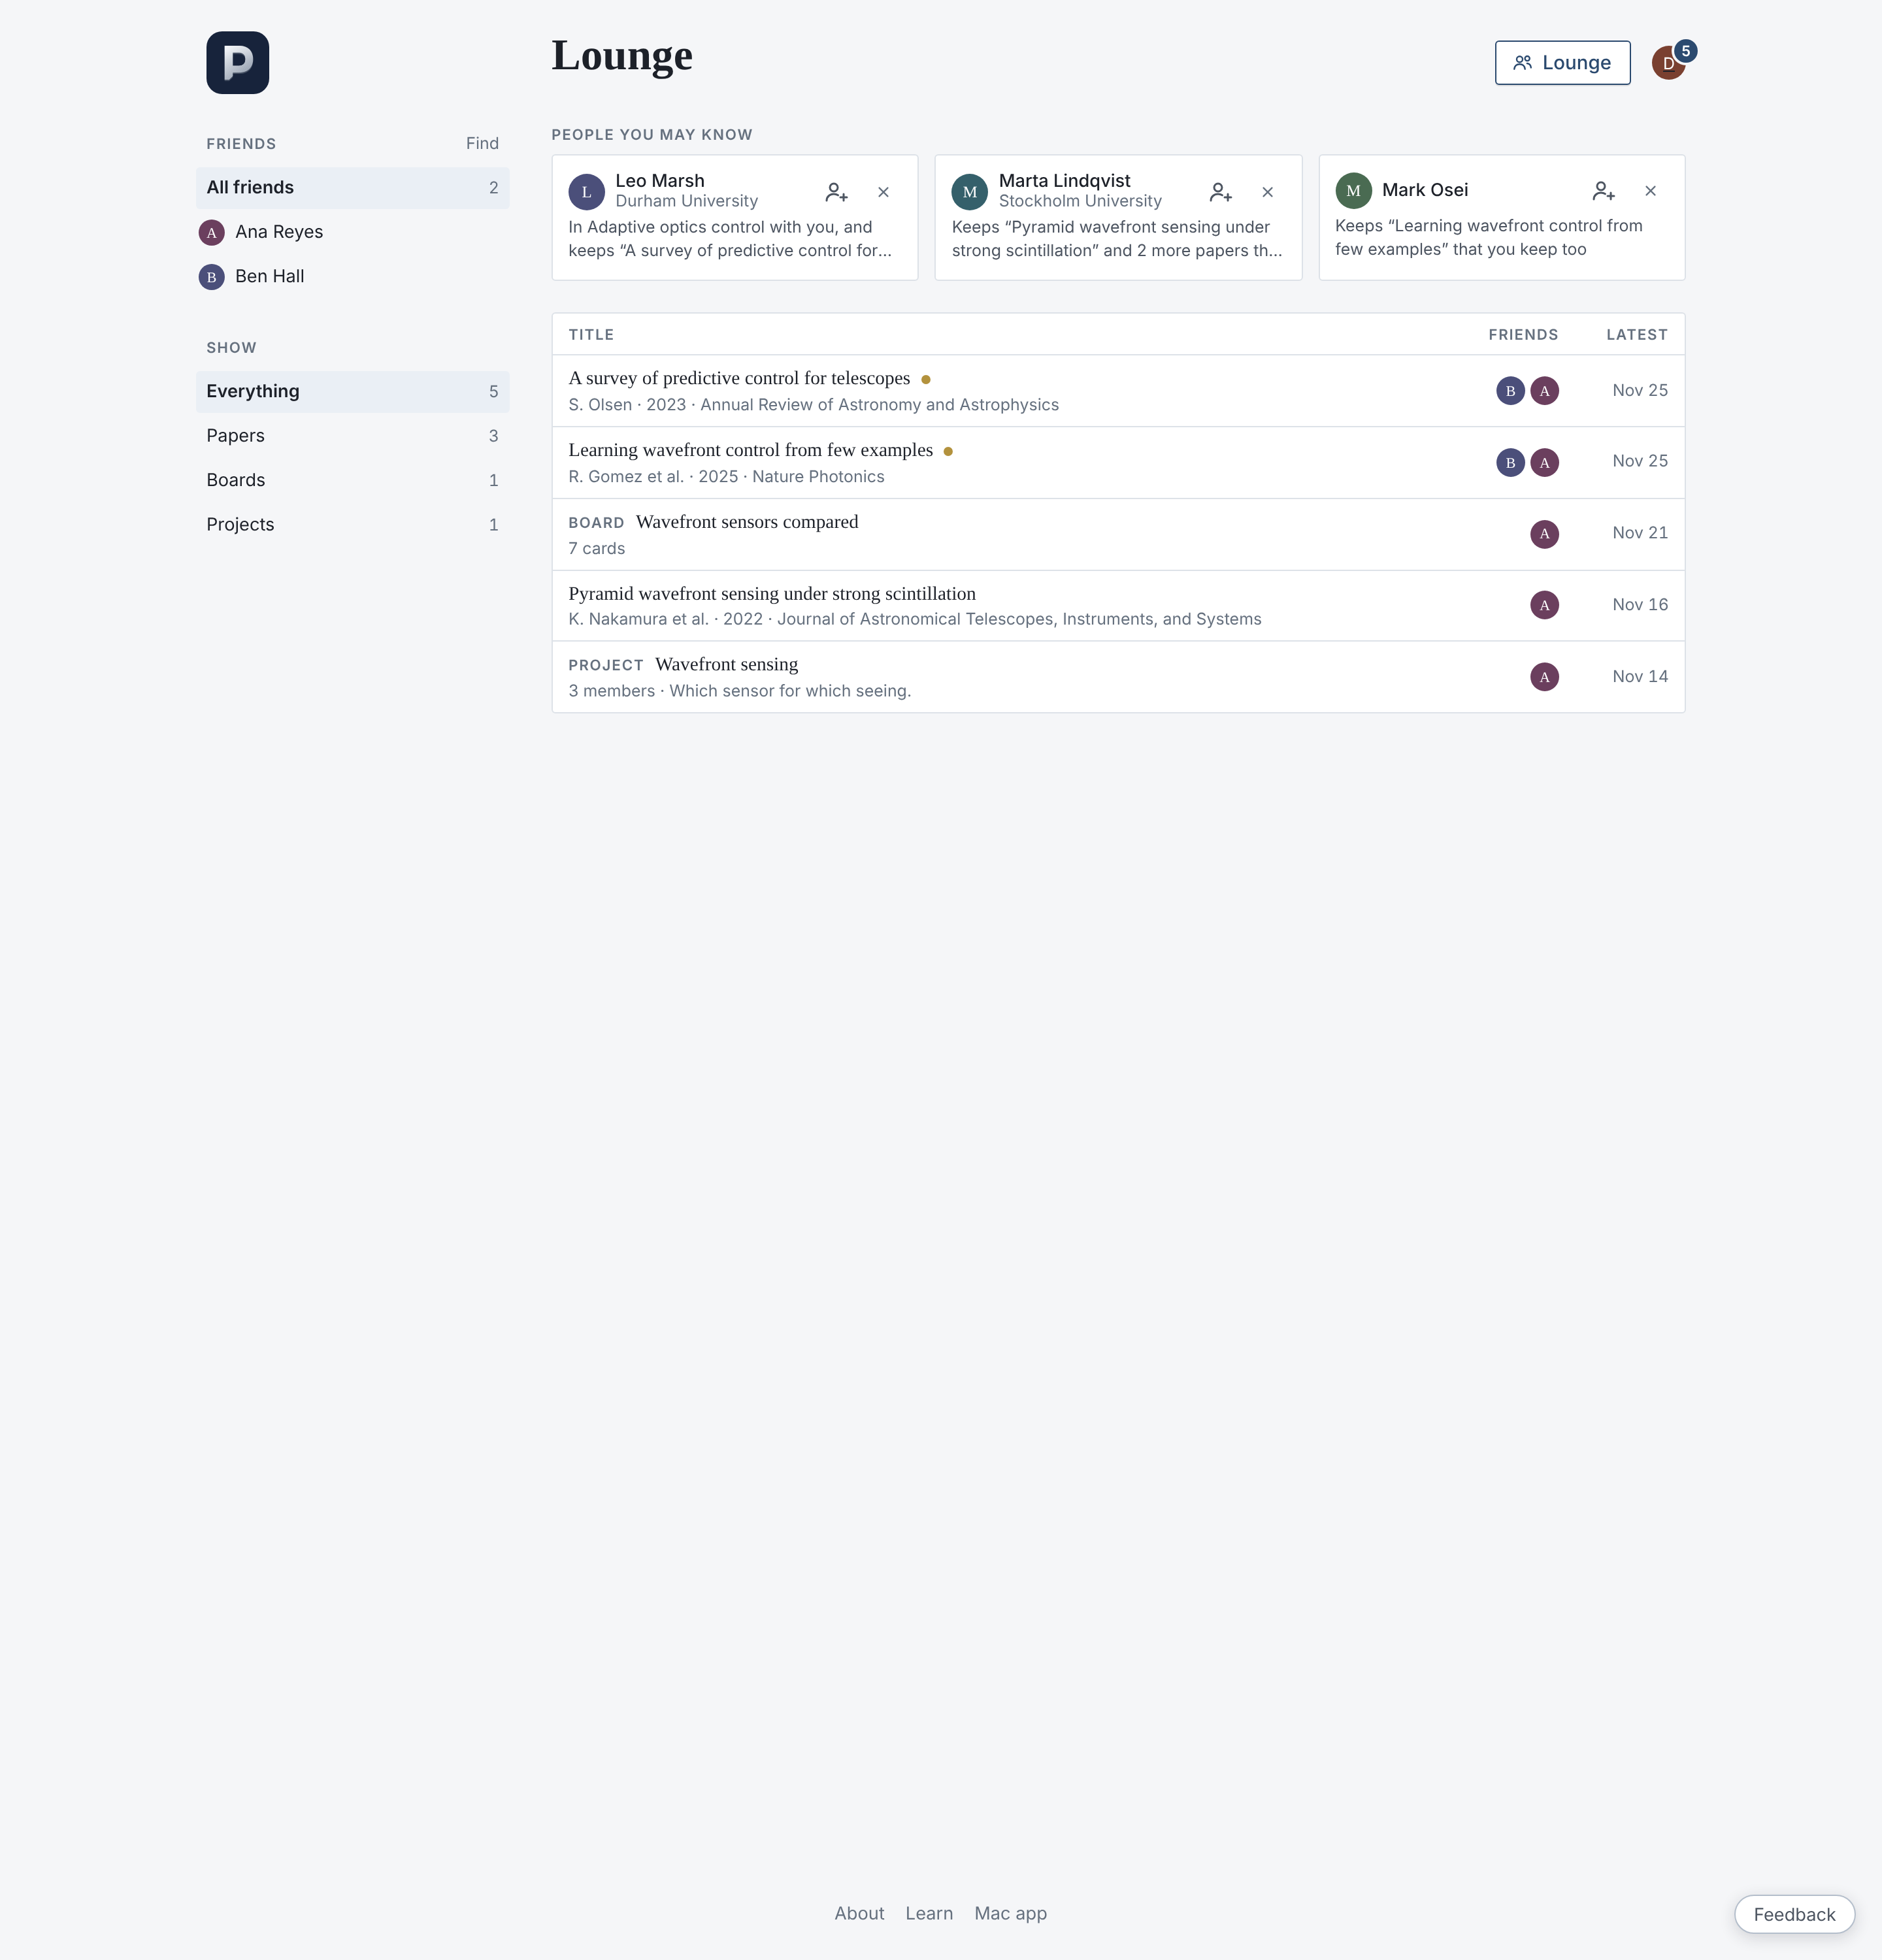 P
Lounge
Lounge
D
5
FRIENDS
Find
All friends
2
A
Ana Reyes
B
Ben Hall
SHOW
Everything
5
Papers
3
Boards
1
Projects
1
PEOPLE YOU MAY KNOW
L
Leo Marsh
Durham University
In Adaptive optics control with you, and
keeps “A survey of predictive control for…
M
Marta Lindqvist
Stockholm University
Keeps “Pyramid wavefront sensing under
strong scintillation” and 2 more papers th…
M
Mark Osei
Keeps “Learning wavefront control from
few examples” that you keep too
TITLE
FRIENDS
LATEST
A survey of predictive control for telescopes
S. Olsen · 2023 · Annual Review of Astronomy and Astrophysics
B
A
Nov 25
Learning wavefront control from few examples
R. Gomez et al. · 2025 · Nature Photonics
B
A
Nov 25
BOARD Wavefront sensors compared
7 cards
A
Nov 21
Pyramid wavefront sensing under strong scintillation
K. Nakamura et al. · 2022 · Journal of Astronomical Telescopes, Instruments, and Systems
A
Nov 16
PROJECT Wavefront sensing
3 members · Which sensor for which seeing.
A
Nov 14
About
Learn
Mac app
Feedback